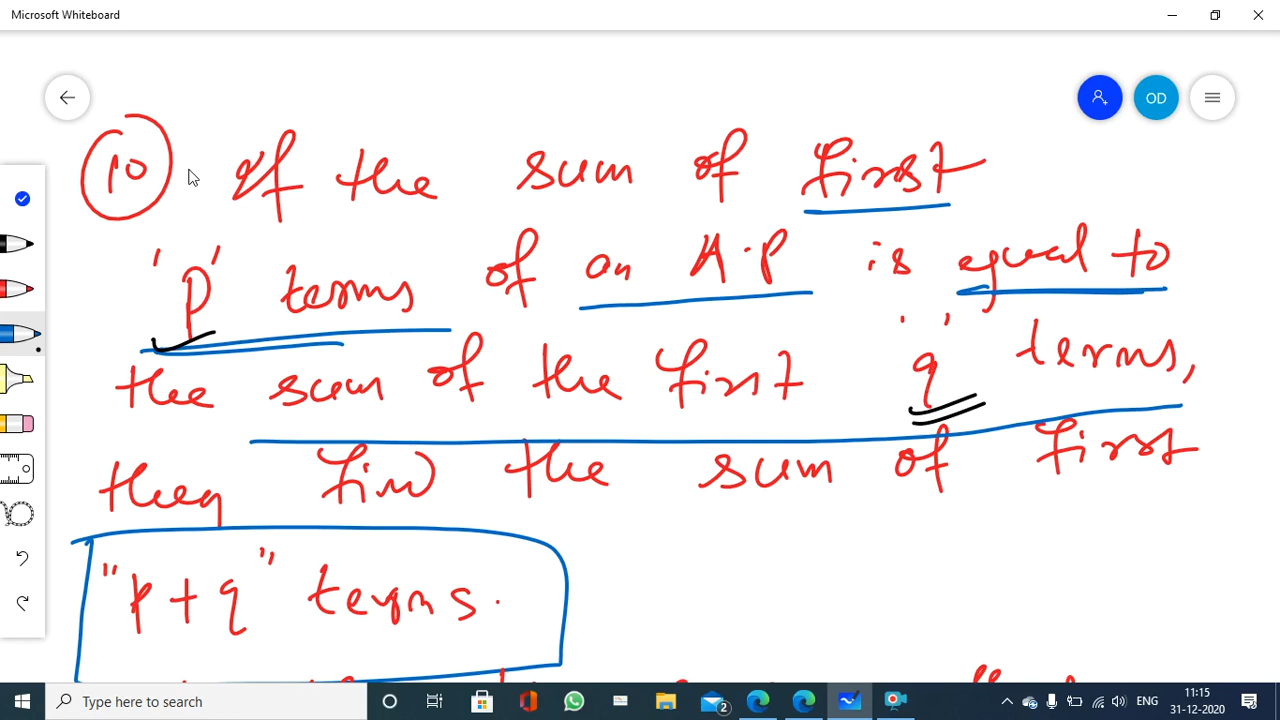 Microsoft Whiteboard
OD
10 If the sum of first
'p' terms of an A.P is equal to
the sum of the first 'q' terms,
then find the sum of first
"p+q" terms.
Type here to search
2
ENG
11:15
31-12-2020